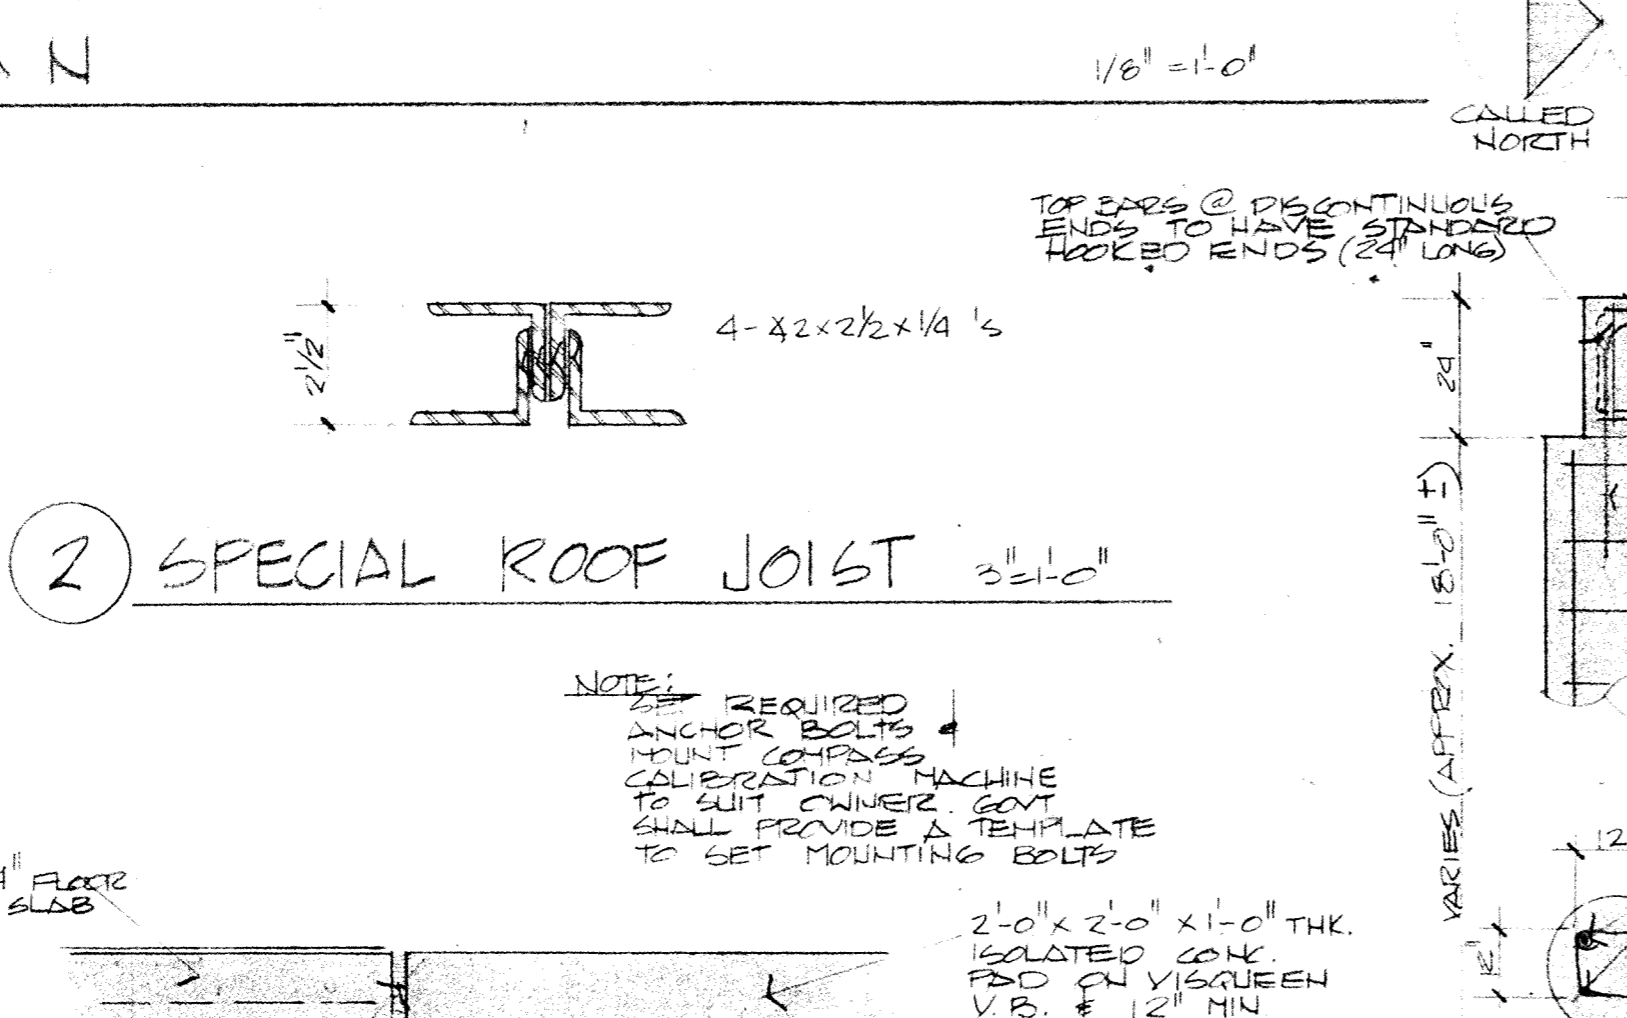 N
1/8" = 1'-0"
CALLED
NORTH
TOP BARS @ DISCONTINUOUS
ENDS TO HAVE STANDARD
HOOKED ENDS (24" LONG)
2 1/2"
4-∡2x2 1/2x1/4 's
24"
VARIES (APPROX. 18'-0" ±)
2 SPECIAL ROOF JOIST 3"=1'-0"
NOTE:
SET REQUIRED
ANCHOR BOLTS &
MOUNT COMPASS
CALIBRATION MACHINE
TO SUIT OWNER. GOVT
SHALL PROVIDE A TEMPLATE
TO SET MOUNTING BOLTS
4" FLOOR
SLAB
2'-0" x 2'-0" x 1'-0" THK.
ISOLATED CONC.
PAD ON VISQUEEN
V.B. & 12" MIN
12
12"